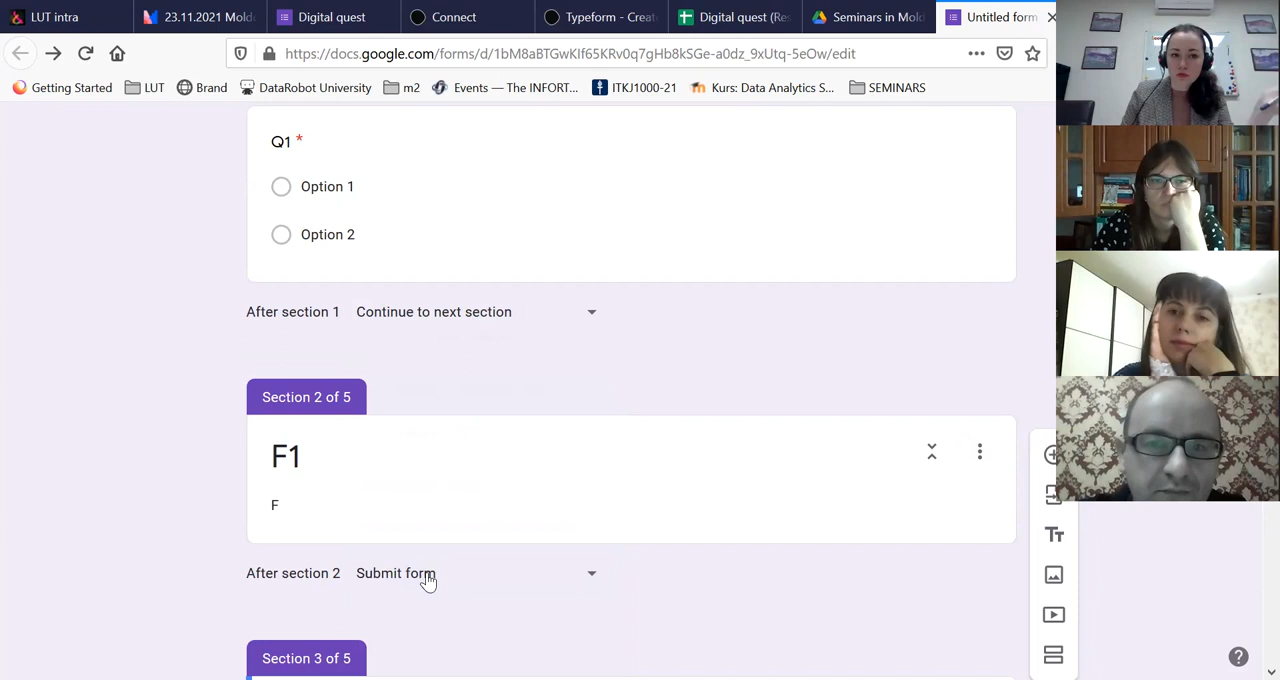 LUT intra
23.11.2021 Mold
Digital quest
Connect
Typeform - Creat
Digital quest (Res
Seminars in Mold
Untitled form
https://docs.google.com/forms/d/1bM8aBTGwKIf65KRv0q7gHb8kSGe-a0dz_9xUtq-5eOw/edit
Getting Started
LUT
Brand
DataRobot University
m2
Events — The INFORT...
ITKJ1000-21
Kurs: Data Analytics S...
SEMINARS
Q1 *
Option 1
Option 2
After section 1 Continue to next section
Section 2 of 5
F1
F
After section 2 Submit form
Section 3 of 5